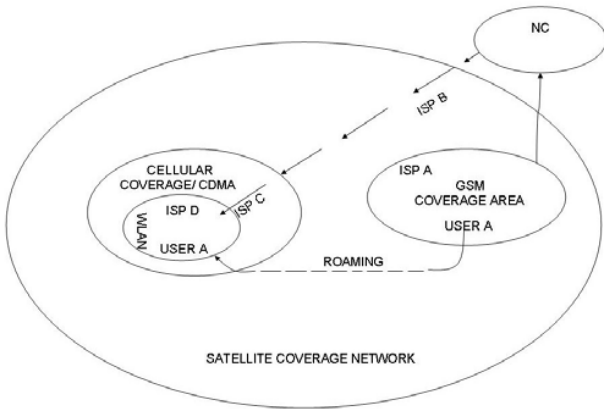 NC
ISP B
CELLULAR
COVERAGE/ CDMA
ISP C
ISP D
WLAN
USER A
ISP A
GSM
COVERAGE AREA
USER A
ROAMING
SATELLITE COVERAGE NETWORK